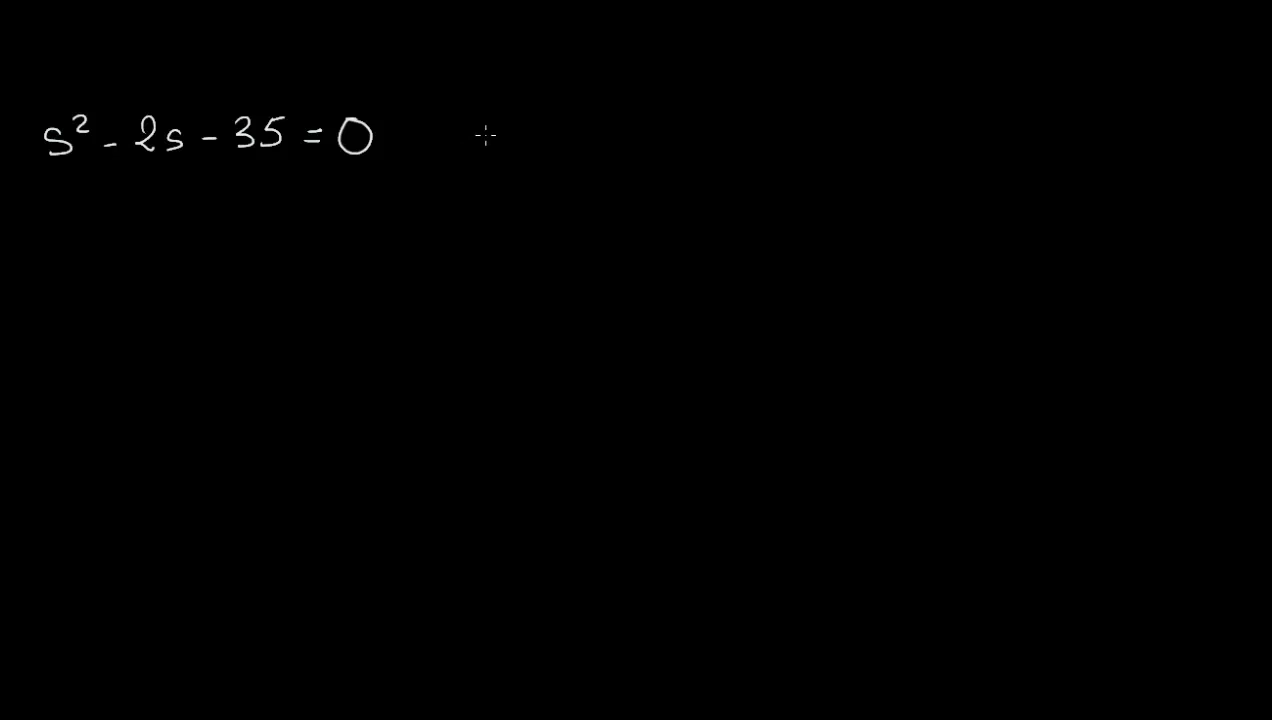 s² - 2s - 35 = 0